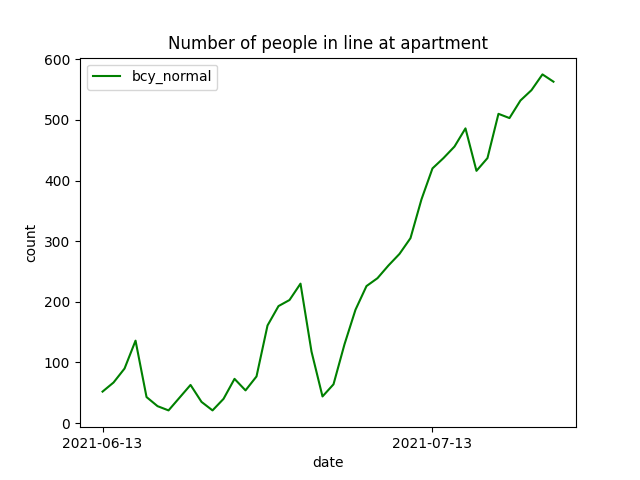 Number of people in line at apartment
bcy_normal
600
500
400
300
200
100
0
count
2021-06-13
2021-07-13
date